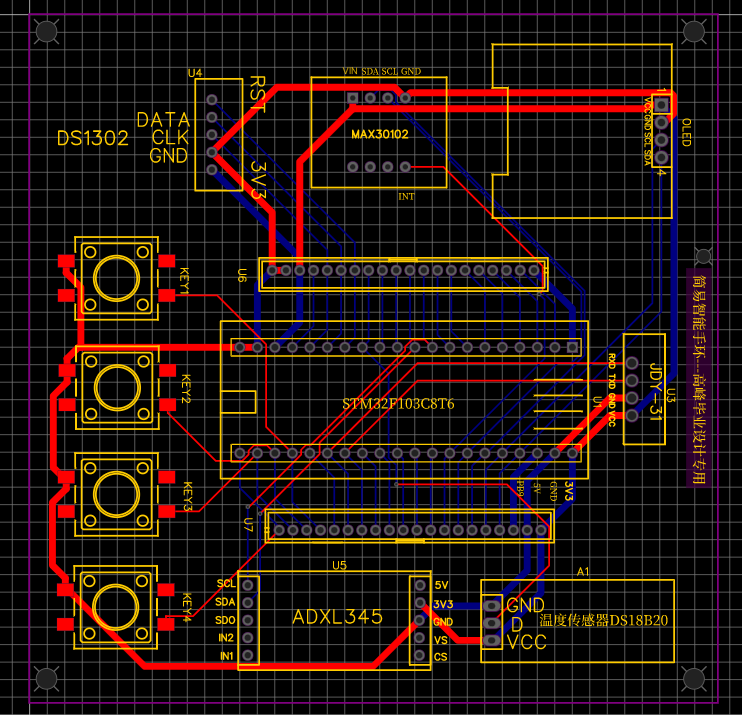 U4
RST
DATA
CLK
GND
DS1302
3V3
VIN SDA SCL GND
MAX30102
INT
1
VCC GND SCL SDA
4
OLED
U6
KEY1
KEY2
KEY3
KEY4
STM32F103C8T6
U1
RXD TXD GND VCC
JDY-31
U3
简易智能手环---高峰毕业设计专用
PB9
5V
GND
3V3
U7
U5
SCL
SDA
SDO
IN2
IN1
ADXL345
5V
3V3
GND
VS
CS
A1
GND
D
VCC
温度传感器DS18B20